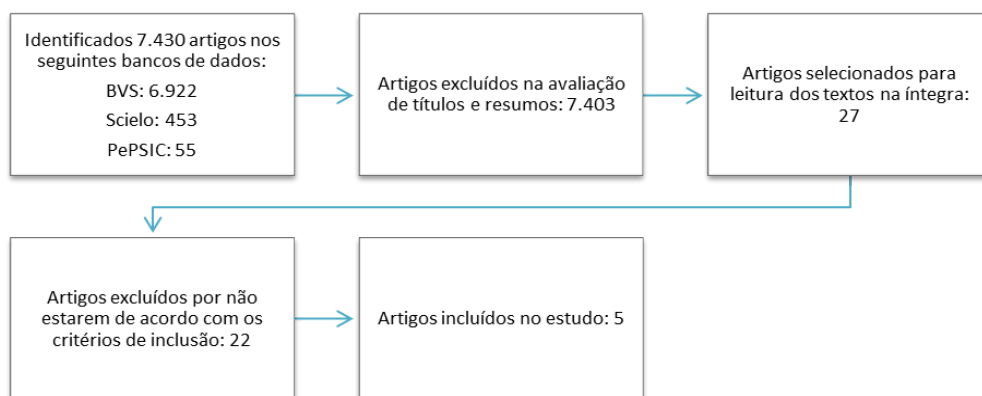 Identificados 7.430 artigos nos
seguintes bancos de dados:
BVS: 6.922
Scielo: 453
PePSIC: 55
Artigos excluídos na avaliação
de títulos e resumos: 7.403
Artigos selecionados para
leitura dos textos na íntegra:
27
Artigos excluídos por não
estarem de acordo com os
critérios de inclusão: 22
Artigos incluídos no estudo: 5